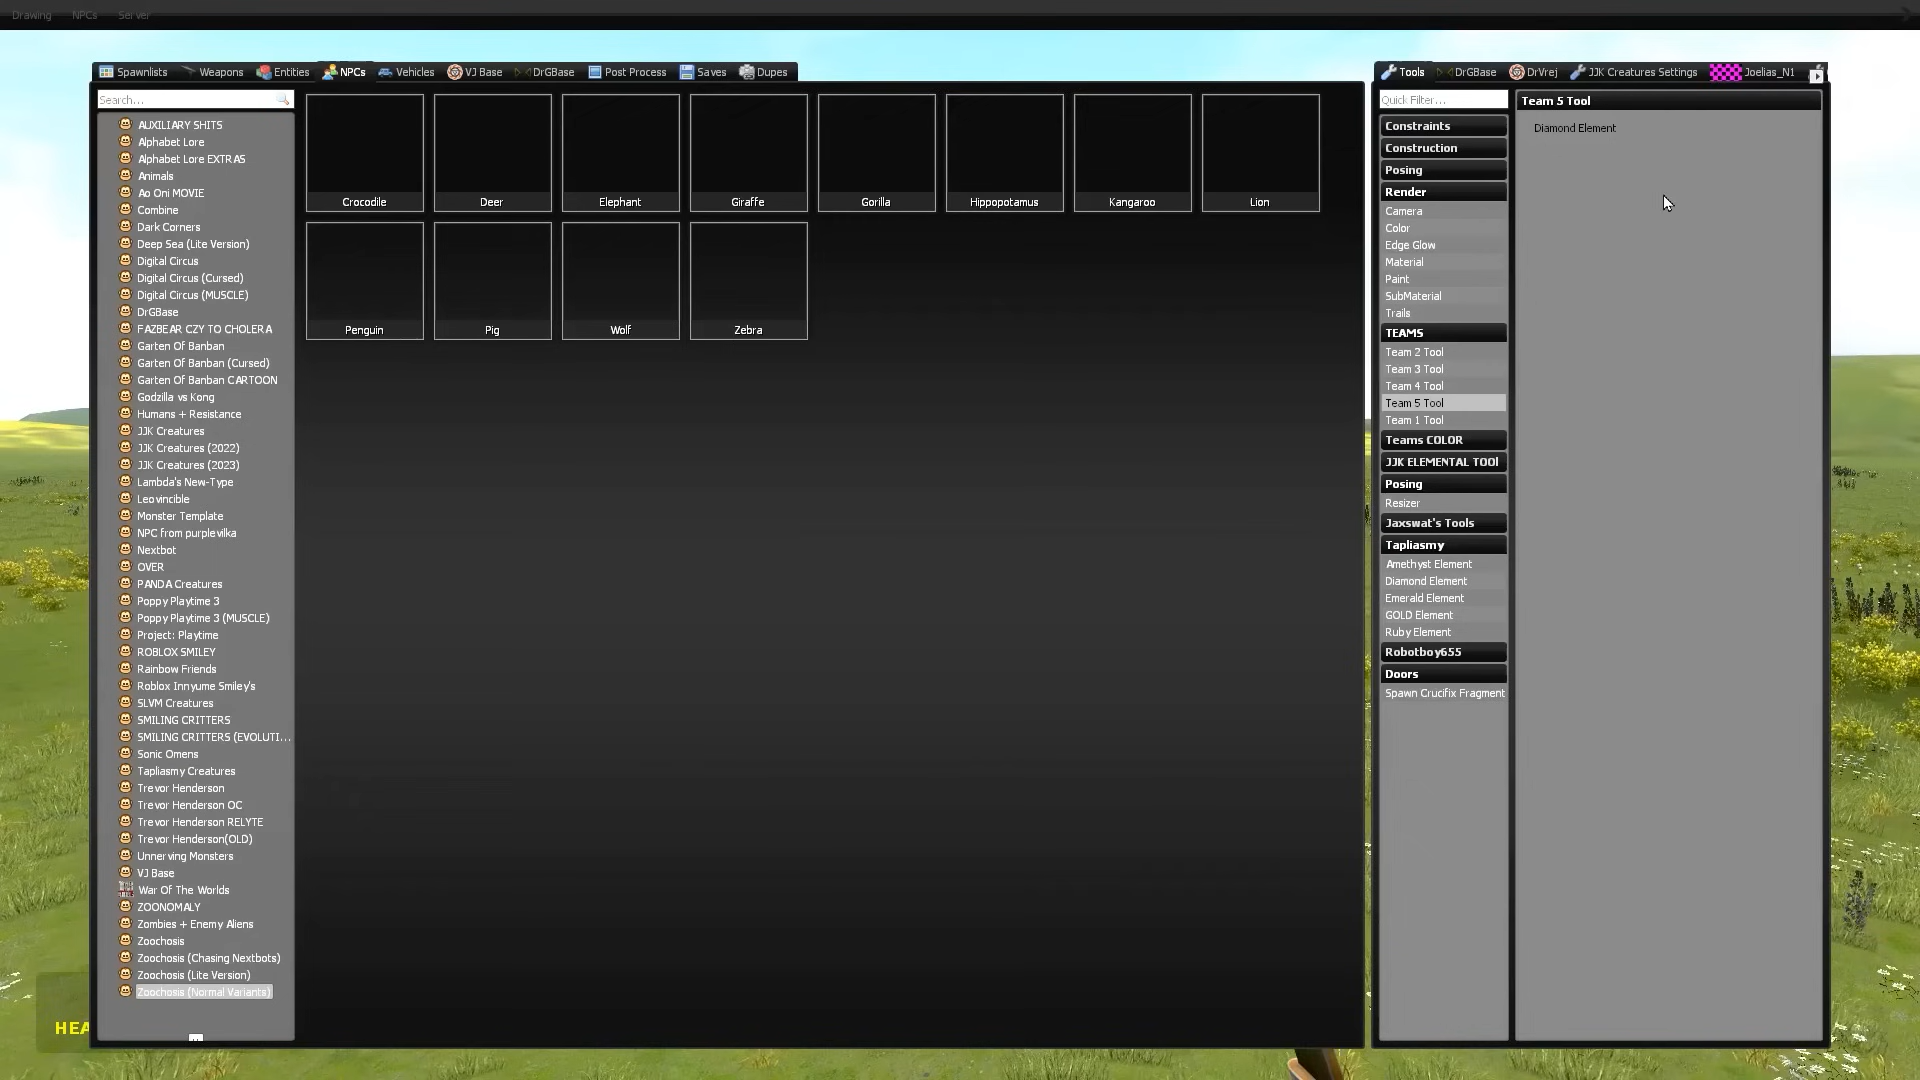 Drawing NPCs Server
Spawnlists Weapons Entities NPCs Vehicles VJ Base DrGBase Post Process Saves Dupes
Search...
AUXILIARY SHITS
Alphabet Lore
Alphabet Lore EXTRAS
Animals
Ao Oni MOVIE
Combine
Dark Corners
Deep Sea (Lite Version)
Digital Circus
Digital Circus (Cursed)
Digital Circus (MUSCLE)
DrGBase
FAZBEAR CZY TO CHOLERA
Garten Of Banban
Garten Of Banban (Cursed)
Garten Of Banban CARTOON
Godzilla vs Kong
Humans + Resistance
JJK Creatures
JJK Creatures (2022)
JJK Creatures (2023)
Lambda's New-Type
Leovincible
Monster Template
NPC from purplevilka
Nextbot
OVER
PANDA Creatures
Poppy Playtime 3
Poppy Playtime 3 (MUSCLE)
Project: Playtime
ROBLOX SMILEY
Rainbow Friends
Roblox Innyume Smiley's
SLVM Creatures
SMILING CRITTERS
SMILING CRITTERS (EVOLUTI...
Sonic Omens
Tapliasmy Creatures
Trevor Henderson
Trevor Henderson OC
Trevor Henderson RELYTE
Trevor Henderson(OLD)
Unnerving Monsters
VJ Base
War Of The Worlds
ZOONOMALY
Zombies + Enemy Aliens
Zoochosis
Zoochosis (Chasing Nextbots)
Zoochosis (Lite Version)
Zoochosis (Normal Variants)
Crocodile Deer Elephant Giraffe Gorilla Hippopotamus Kangaroo Lion
Penguin Pig Wolf Zebra
Tools DrGBase DrVrej JJK Creatures Settings Joelias_N1
Quick Filter...
Constraints
Construction
Posing
Render
Camera
Color
Edge Glow
Material
Paint
SubMaterial
Trails
TEAMS
Team 2 Tool
Team 3 Tool
Team 4 Tool
Team 5 Tool
Team 1 Tool
Teams COLOR
JJK ELEMENTAL TOOl
Posing
Resizer
Jaxswat's Tools
Tapliasmy
Amethyst Element
Diamond Element
Emerald Element
GOLD Element
Ruby Element
Robotboy655
Doors
Spawn Crucifix Fragment
Team 5 Tool
Diamond Element
HEA